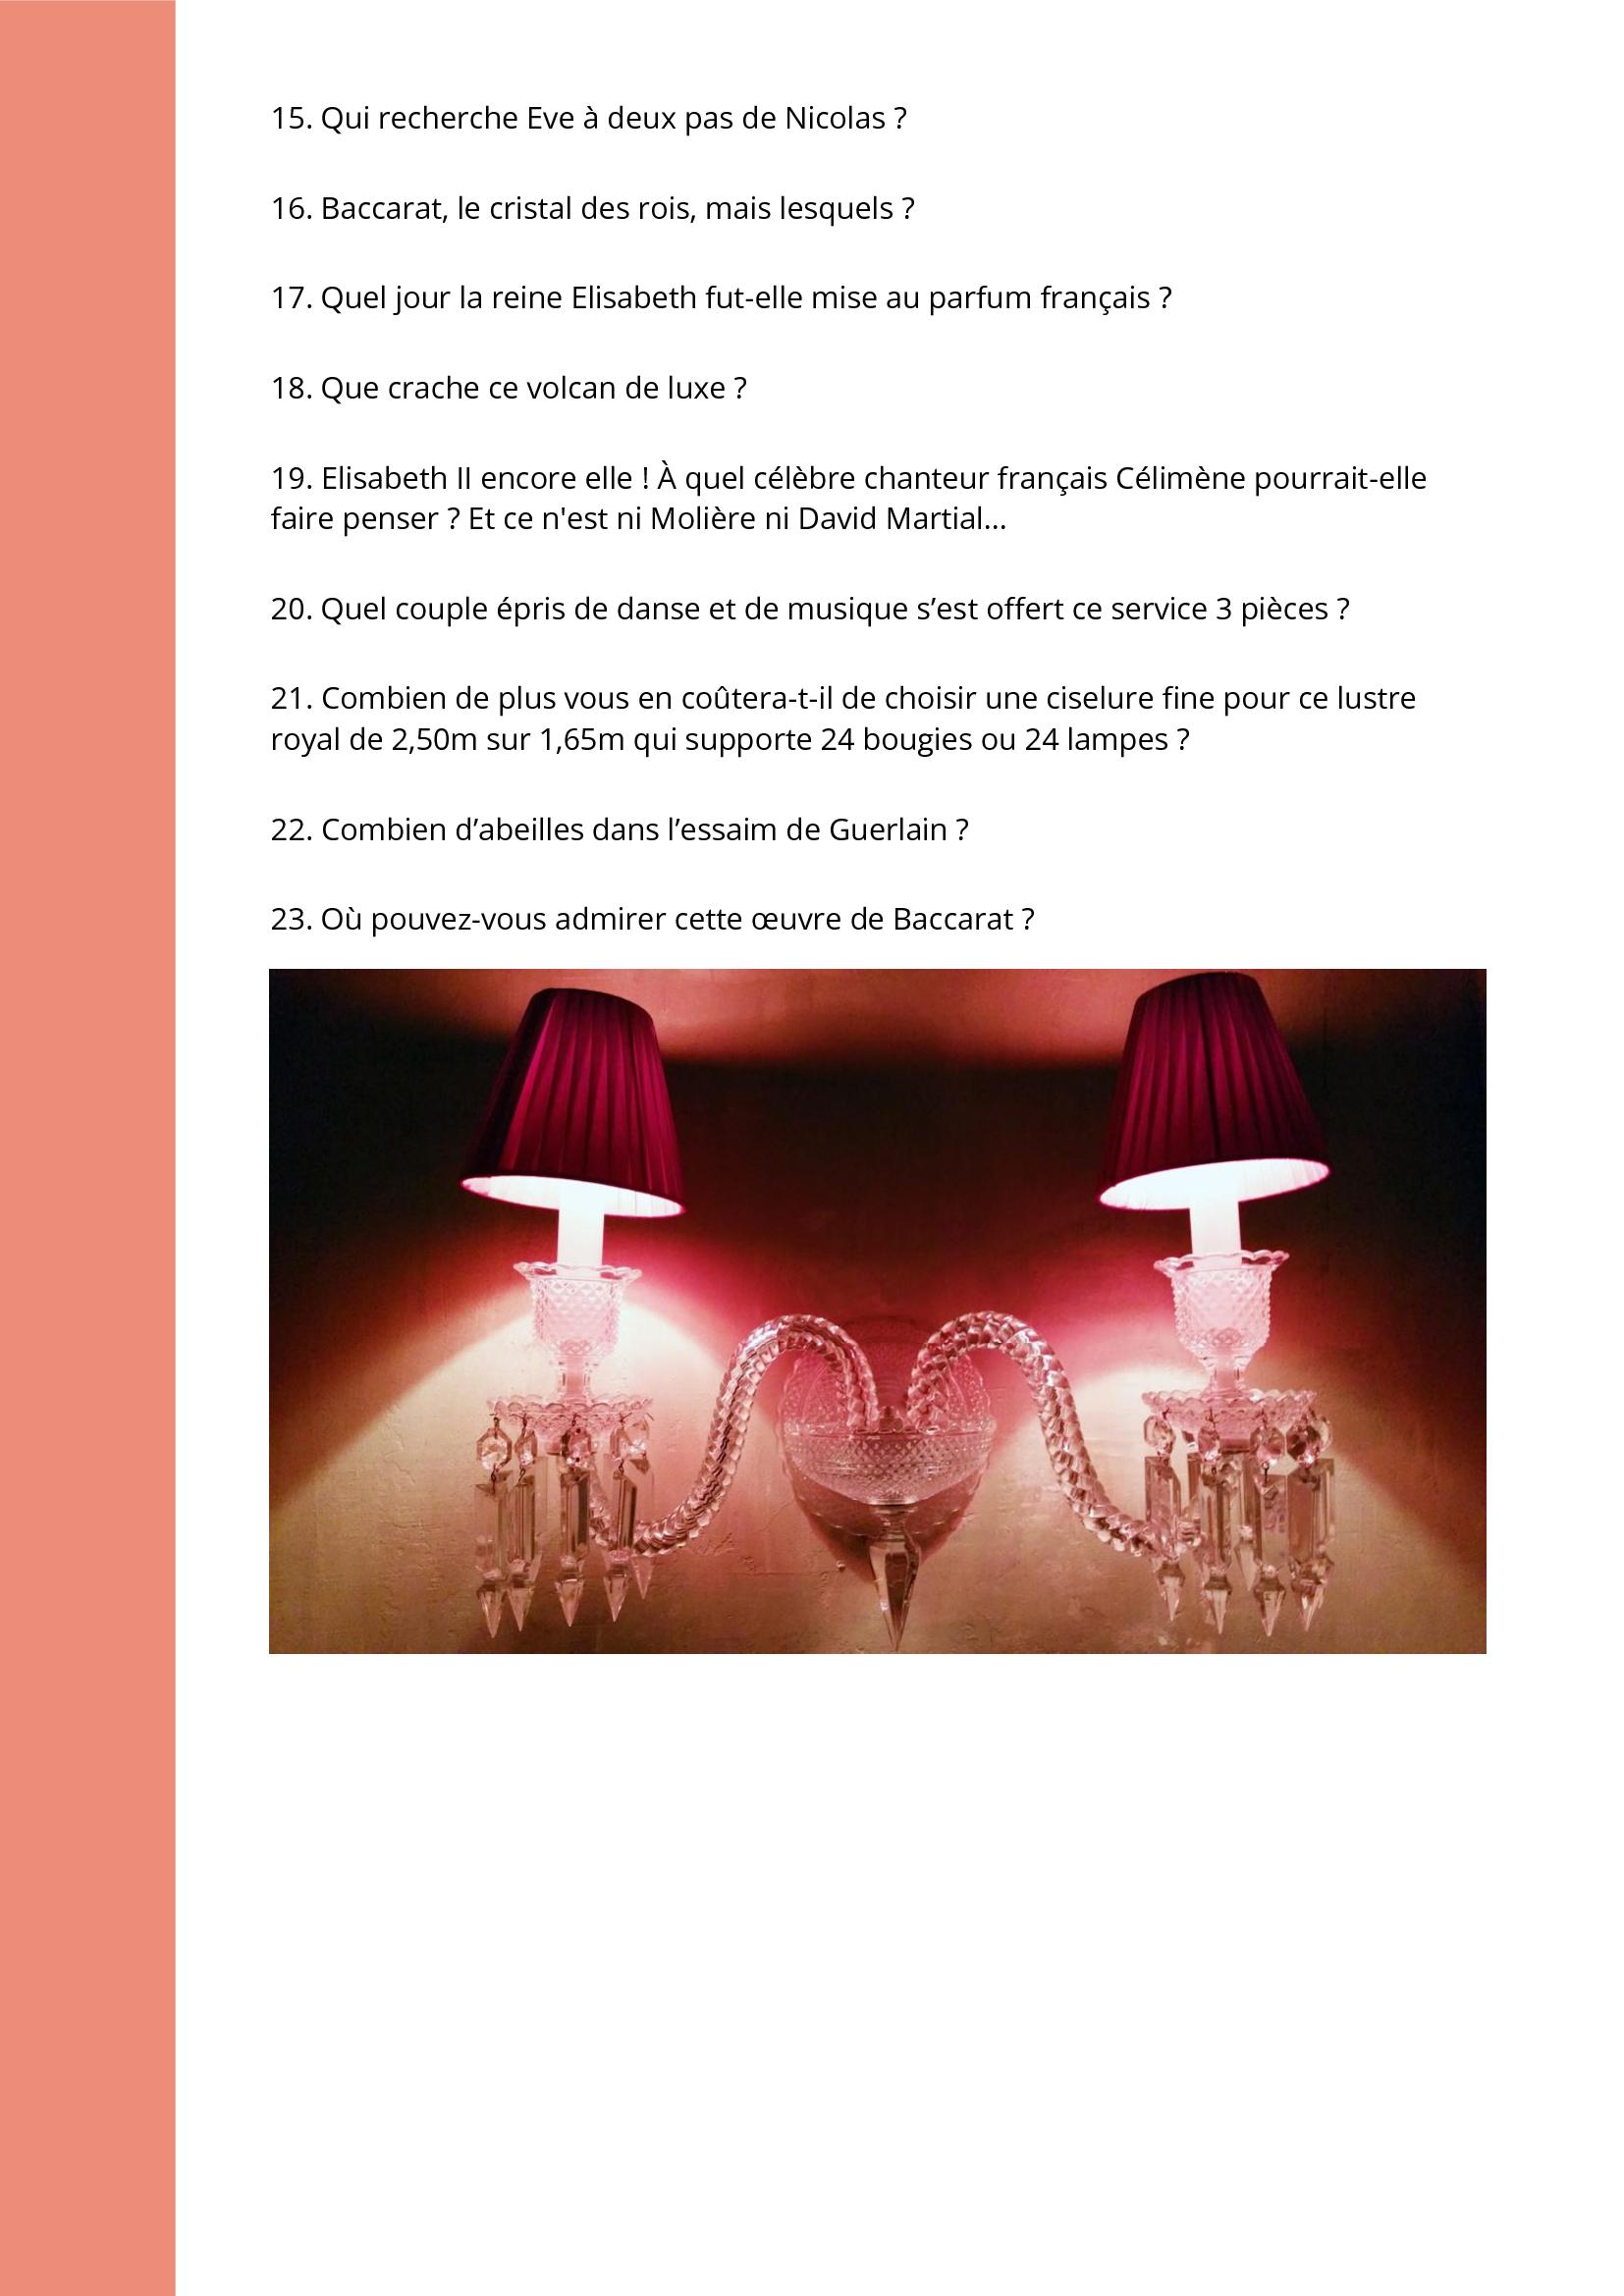 15. Qui recherche Eve à deux pas de Nicolas ?
16. Baccarat, le cristal des rois, mais lesquels ?
17. Quel jour la reine Elisabeth fut-elle mise au parfum français ?
18. Que crache ce volcan de luxe ?
19. Elisabeth II encore elle ! À quel célèbre chanteur français Célimène pourrait-elle
faire penser ? Et ce n'est ni Molière ni David Martial...
20. Quel couple épris de danse et de musique s’est offert ce service 3 pièces ?
21. Combien de plus vous en coûtera-t-il de choisir une ciselure fine pour ce lustre
royal de 2,50m sur 1,65m qui supporte 24 bougies ou 24 lampes ?
22. Combien d’abeilles dans l’essaim de Guerlain ?
23. Où pouvez-vous admirer cette œuvre de Baccarat ?